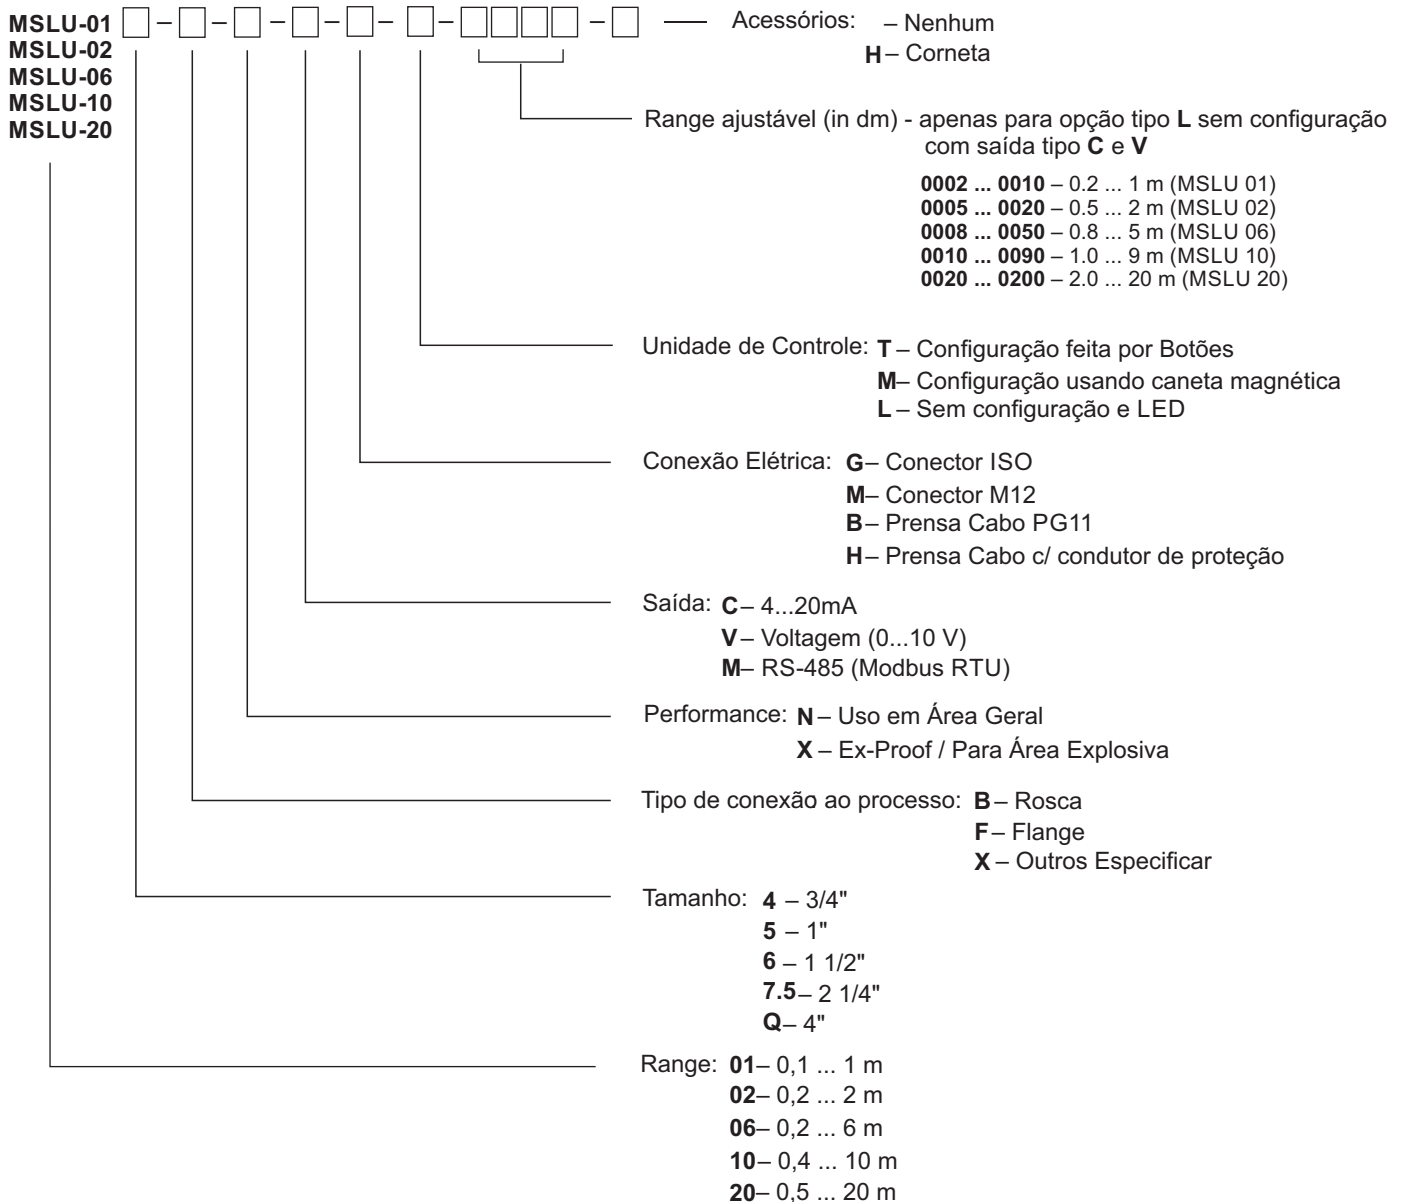 MSLU-01 – – – – – – – Acessórios: – Nenhum
MSLU-02
H– Corneta
MSLU-06
MSLU-10
MSLU-20
Range ajustável (in dm) - apenas para opção tipo L sem configuração
com saída tipo C e V
0002 ... 0010 – 0.2 ... 1 m (MSLU 01)
0005 ... 0020 – 0.5 ... 2 m (MSLU 02)
0008 ... 0050 – 0.8 ... 5 m (MSLU 06)
0010 ... 0090 – 1.0 ... 9 m (MSLU 10)
0020 ... 0200 – 2.0 ... 20 m (MSLU 20)
Unidade de Controle: T – Configuração feita por Botões
M– Configuração usando caneta magnética
L – Sem configuração e LED
Conexão Elétrica: G– Conector ISO
M– Conector M12
B– Prensa Cabo PG11
H– Prensa Cabo c/ condutor de proteção
Saída: C– 4...20mA
V– Voltagem (0...10 V)
M– RS-485 (Modbus RTU)
Performance: N– Uso em Área Geral
X – Ex-Proof / Para Área Explosiva
Tipo de conexão ao processo: B– Rosca
F– Flange
X – Outros Especificar
Tamanho: 4 – 3/4"
5 – 1"
6 – 1 1/2"
7.5– 2 1/4"
Q– 4"
Range: 01– 0,1 ... 1 m
02– 0,2 ... 2 m
06– 0,2 ... 6 m
10– 0,4 ... 10 m
20– 0,5 ... 20 m